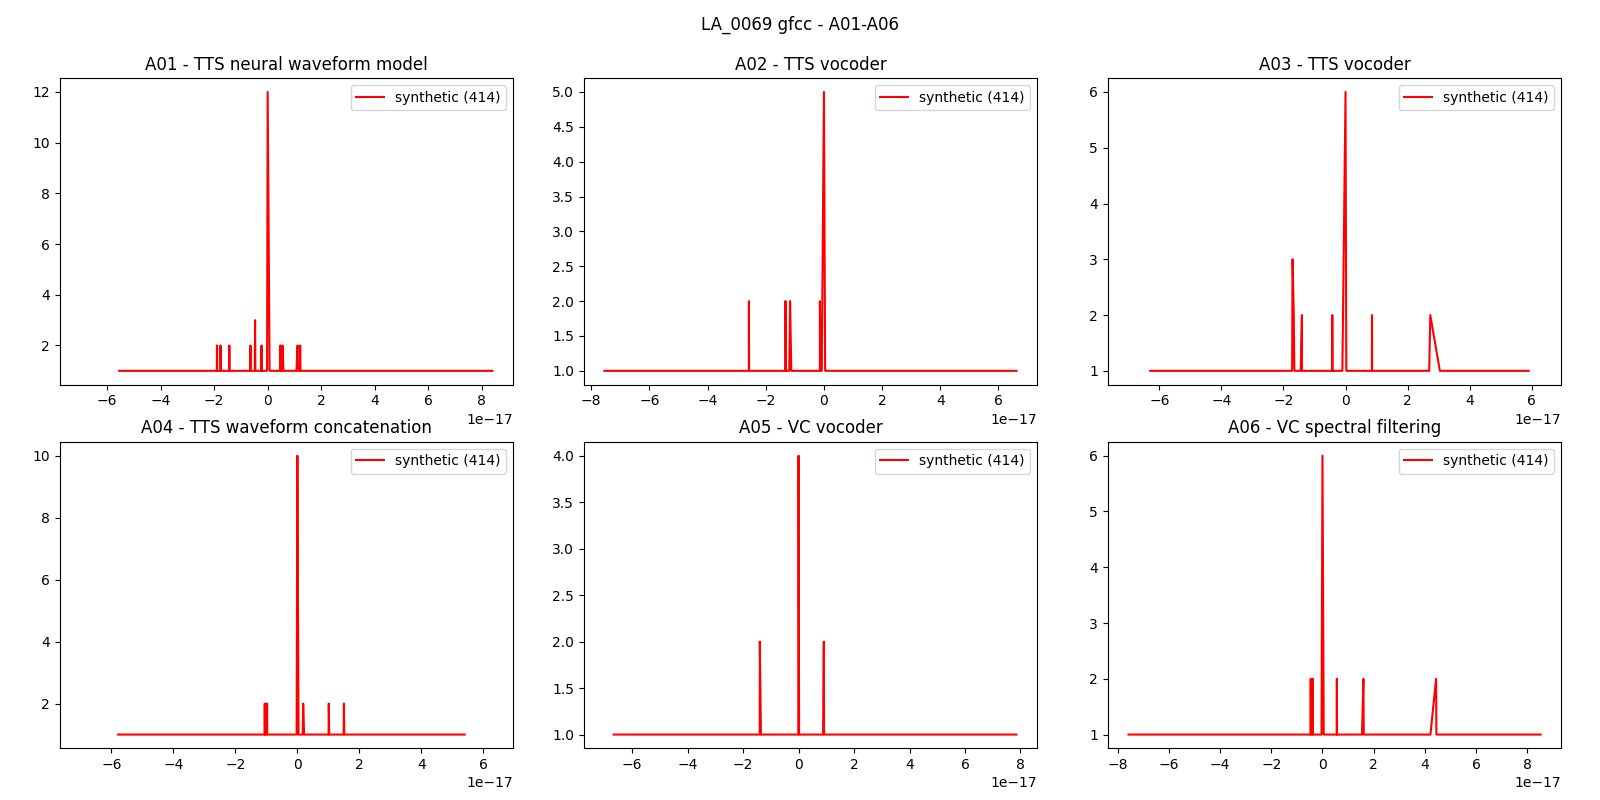 LA_0069 gfcc - A01-A06
A01 - TTS neural waveform model
synthetic (414)
12
10
8
6
4
2
−6 −4 −2 0 2 4 6 8
1e−17
A02 - TTS vocoder
synthetic (414)
5.0
4.5
4.0
3.5
3.0
2.5
2.0
1.5
1.0
−8 −6 −4 −2 0 2 4 6
1e−17
A03 - TTS vocoder
synthetic (414)
6
5
4
3
2
1
−6 −4 −2 0 2 4 6
1e−17
A04 - TTS waveform concatenation
synthetic (414)
10
8
6
4
2
−6 −4 −2 0 2 4 6
1e−17
A05 - VC vocoder
synthetic (414)
4.0
3.5
3.0
2.5
2.0
1.5
1.0
−6 −4 −2 0 2 4 6 8
1e−17
A06 - VC spectral filtering
synthetic (414)
6
5
4
3
2
1
−8 −6 −4 −2 0 2 4 6 8
1e−17